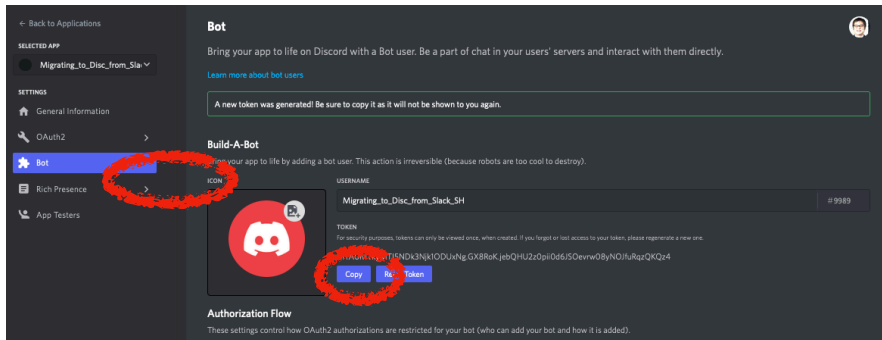 ← Back to Applications
SELECTED APP
Migrating_to_Disc_from_Sla
SETTINGS
General Information
OAuth2
Bot
Rich Presence
App Testers
Bot
Bring your app to life on Discord with a Bot user. Be a part of chat in your users' servers and interact with them directly.
Learn more about bot users
A new token was generated! Be sure to copy it as it will not be shown to you again.
Build-A-Bot
your app to life by adding a bot user. This action is irreversible (because robots are too cool to destroy).
ICON
USERNAME
Migrating_to_Disc_from_Slack_SH
#9989
TOKEN
For security purposes, tokens can only be viewed once, when created. If you forgot or lost access to your token, please regenerate a new one.
Copy
Token
Authorization Flow
These settings control how OAuth2 authorizations are restricted for your bot (who can add your bot and how it is added).